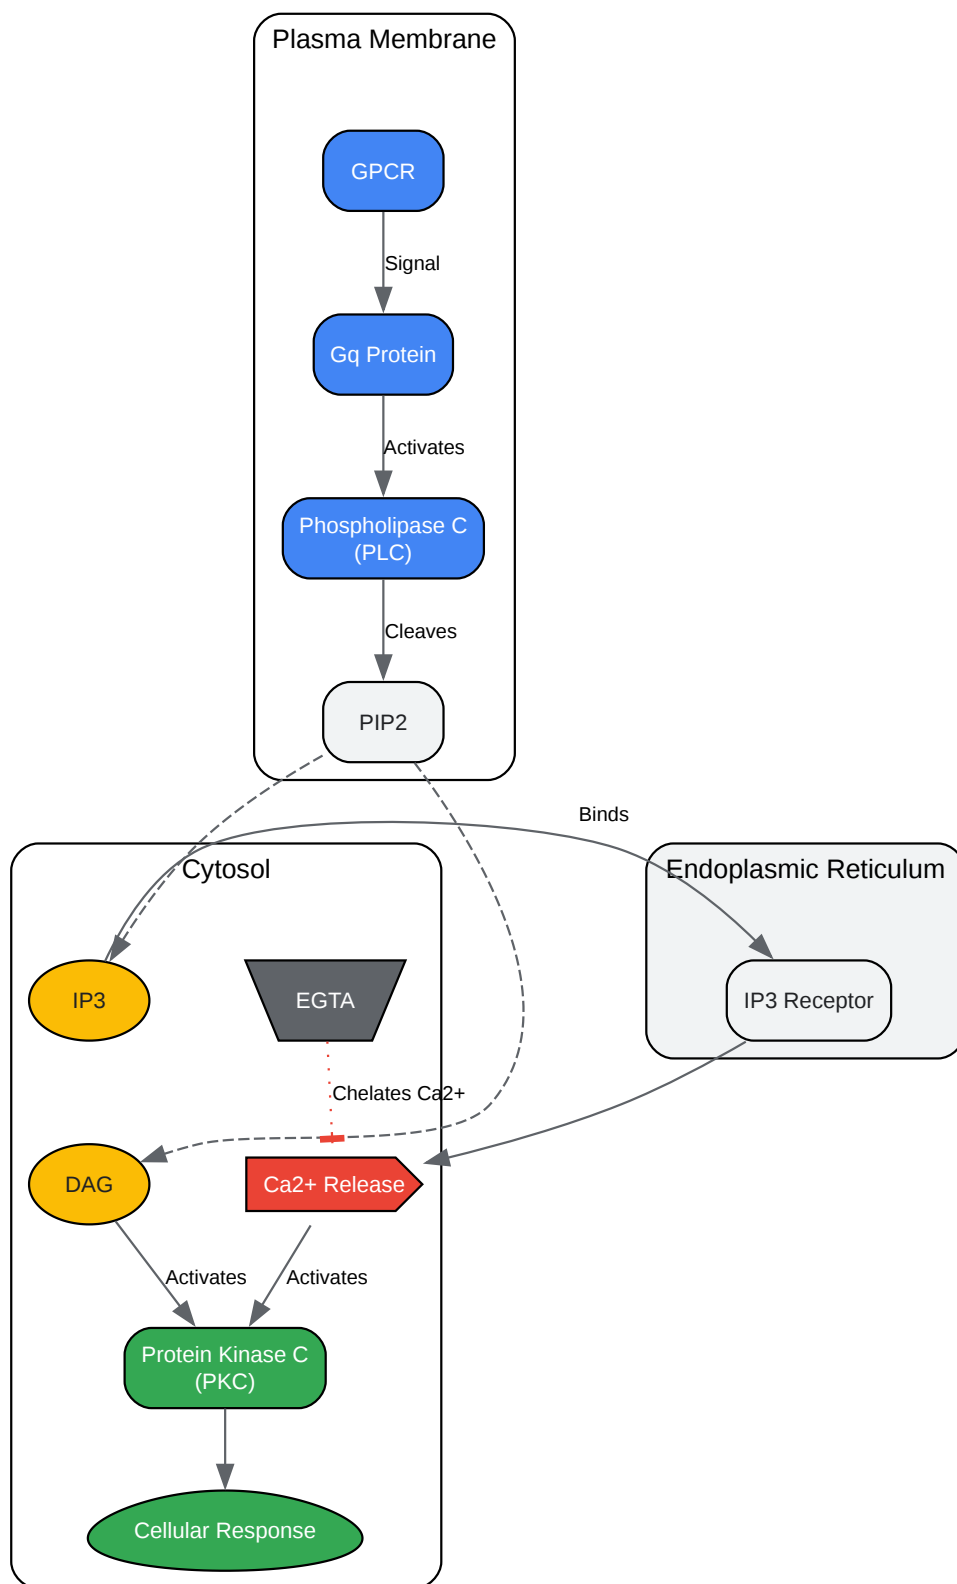 Plasma Membrane
GPCR
Signal
Gq Protein
Activates
Phospholipase C
(PLC)
Cleaves
PIP2
Binds
Cytosol
Endoplasmic Reticulum
IP3
EGTA
IP3 Receptor
Chelates Ca2+
DAG
Ca2+ Release
Activates
Activates
Protein Kinase C
(PKC)
Cellular Response